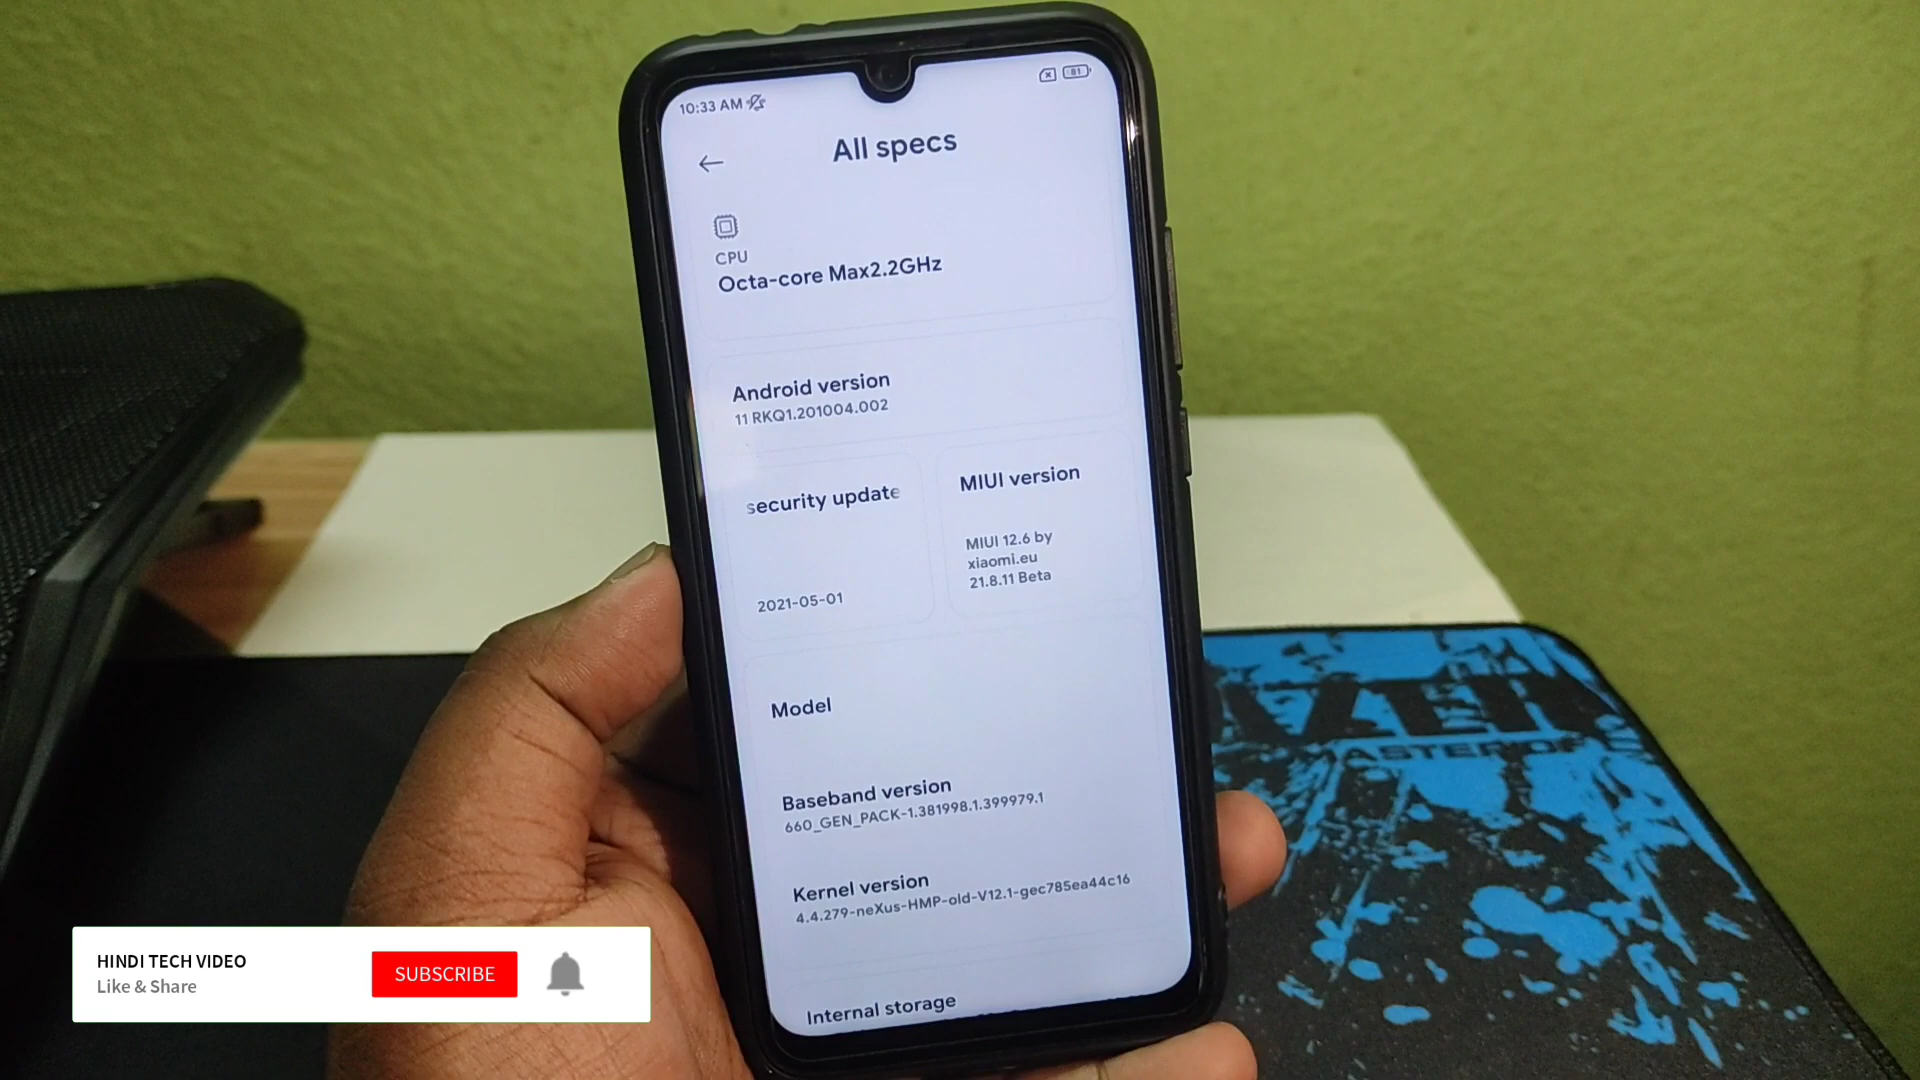 10:33 AM
81
All specs
CPU
Octa-core Max2.2GHz
Android version
11 RKQ1.201004.002
security update
2021-05-01
MIUI version
MIUI 12.6 by
xiaomi.eu
21.8.11 Beta
Model
Baseband version
660_GEN_PACK-1.381998.1.399979.1
Kernel version
4.4.279-neXus-HMP-old-V12.1-gec785ea44c16
Internal storage
HINDI TECH VIDEO
Like & Share
SUBSCRIBE